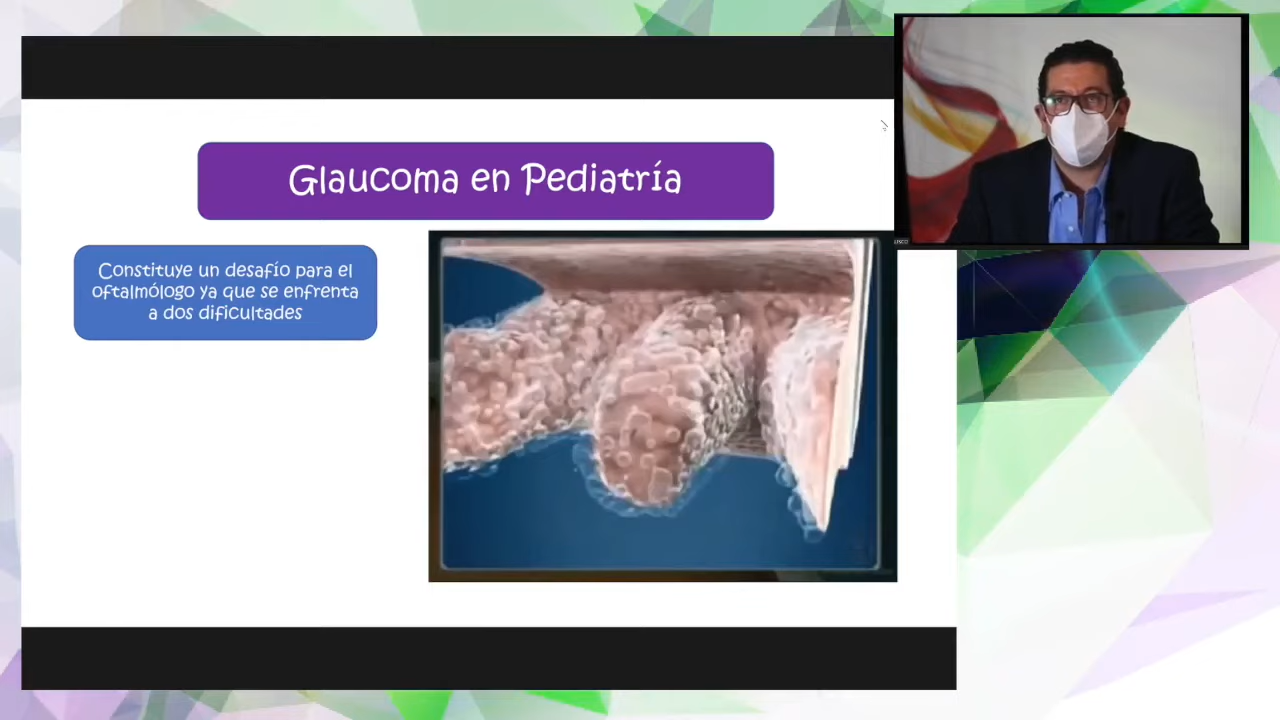 Glaucoma en Pediatría
Constituye un desafío para el
oftalmólogo ya que se enfrenta
a dos dificultades